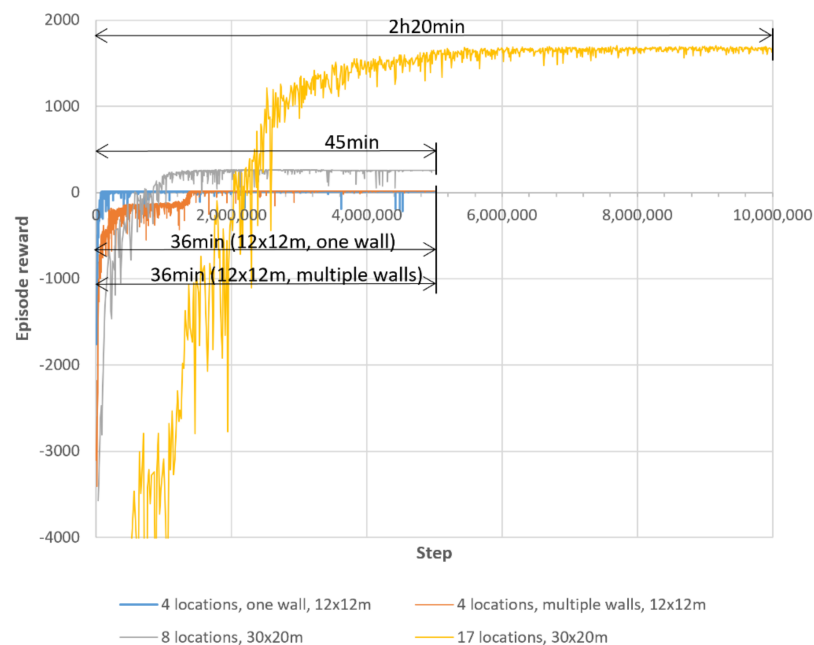 2000
2h20min
1000
45min
0
0
2,000,000
4,000,000
6,000,000
8,000,000
10,000,000
36min (12x12m, one wall)
-1000
36min (12x12m, multiple walls)
-2000
-3000
-4000
Episode reward
Step
4 locations, one wall, 12x12m
4 locations, multiple walls, 12x12m
8 locations, 30x20m
17 locations, 30x20m